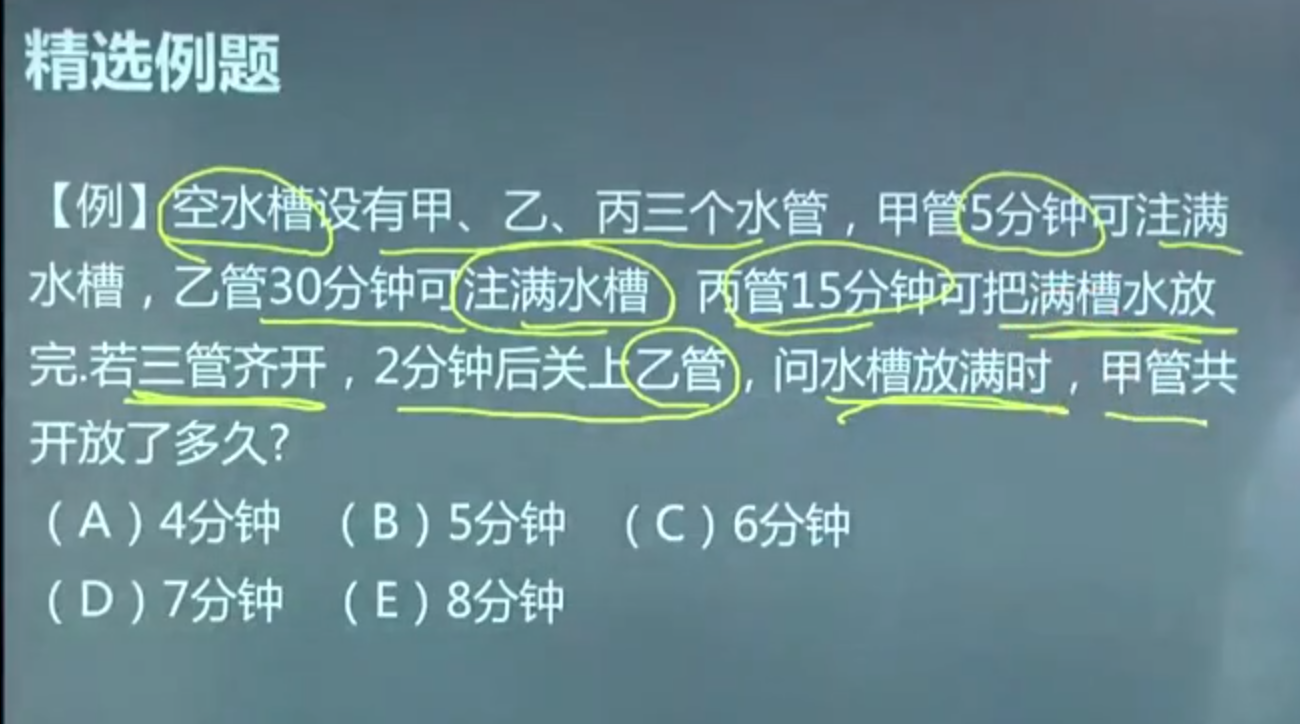 精选例题
【例】空水槽设有甲、乙、丙三个水管，甲管5分钟可注满
水槽，乙管30分钟可注满水槽 丙管15分钟可把满槽水放
完.若三管齐开，2分钟后关上乙管，问水槽放满时，甲管共
开放了多久?
（A）4分钟 （B）5分钟 （C）6分钟
（D）7分钟 （E）8分钟